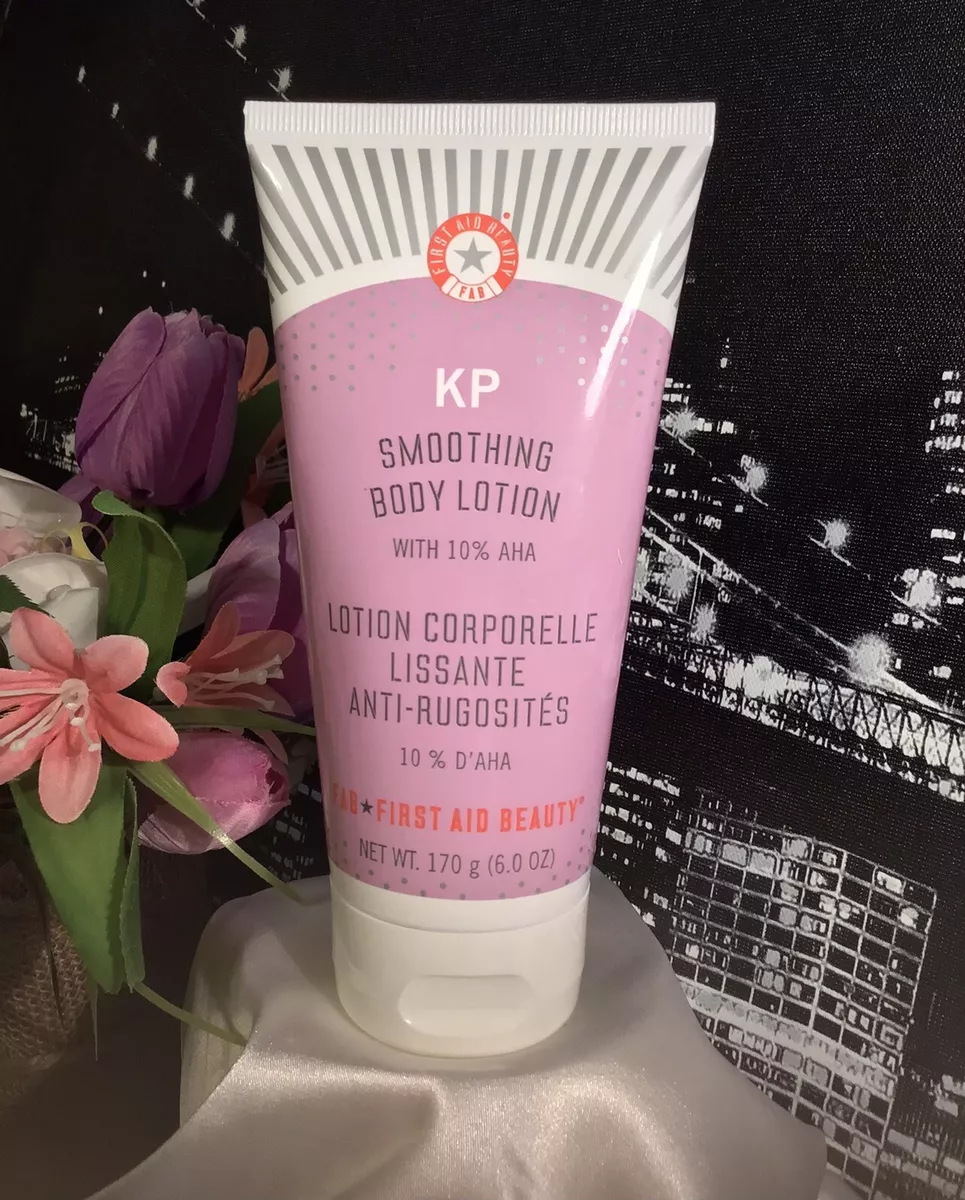 FIRST AID BEAUTY
FAB
KP
SMOOTHING
BODY LOTION
WITH 10% AHA
LOTION CORPORELLE
LISSANTE
ANTI-RUGOSITÉS
10 % D'AHA
FAB★FIRST AID BEAUTY®
NET WT. 170 g (6.0 OZ)